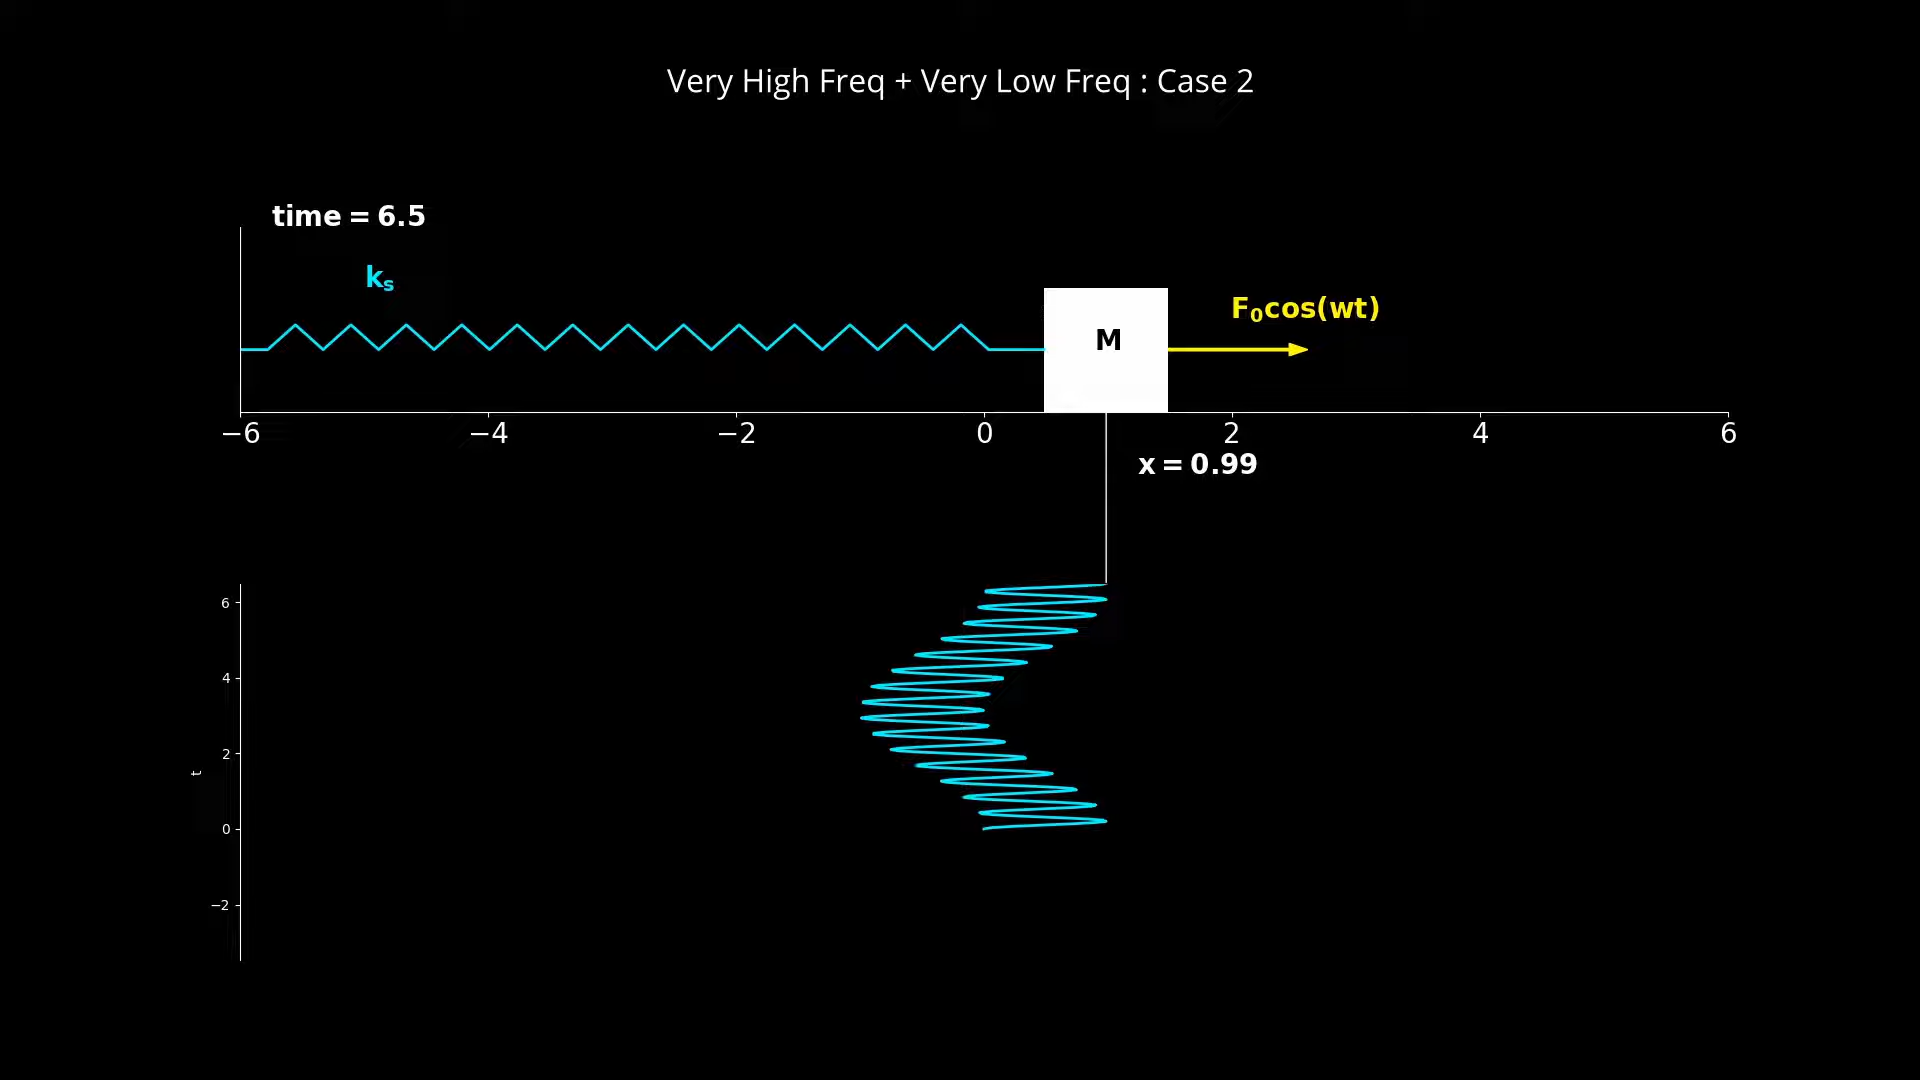 Very High Freq + Very Low Freq : Case 2
time = 6.5
kₛ
F₀cos(wt)
M
−6 −4 −2 0 2 4 6
x = 0.99
6
4
2
t
0
−2